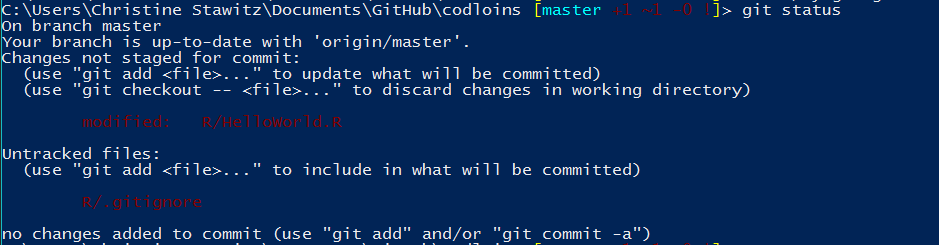 C:\Users\Christine Stawitz\Documents\GitHub\codloins [master +1 ~1 -0 !]> git status
On branch master
Your branch is up-to-date with 'origin/master'.
Changes not staged for commit:
  (use "git add <file>..." to update what will be committed)
  (use "git checkout -- <file>..." to discard changes in working directory)
        modified:   R/HelloWorld.R
Untracked files:
  (use "git add <file>..." to include in what will be committed)
        R/.gitignore
no changes added to commit (use "git add" and/or "git commit -a")